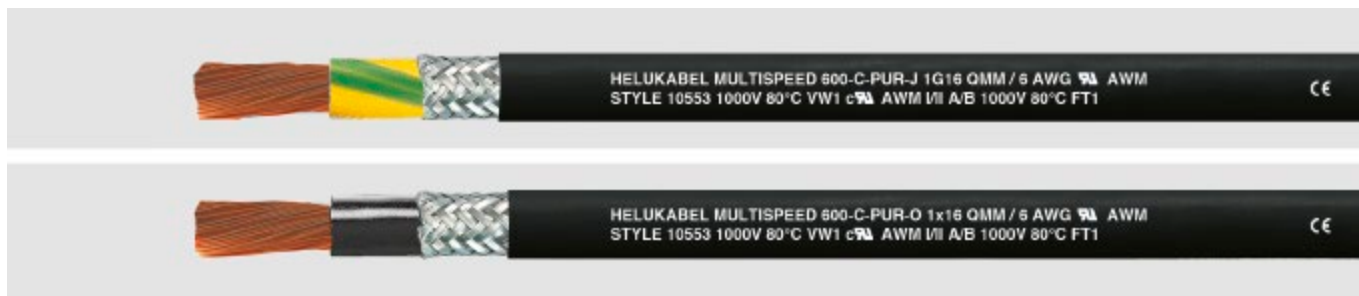 HELUKABEL MULTISPEED 600-C-PUR-J 1G16 QMM / 6 AWG AWM
STYLE 10553 1000V 80°C VW1 c AWM I/II A/B 1000V 80°C FT1
CE
HELUKABEL MULTISPEED 600-C-PUR-O 1x16 QMM / 6 AWG AWM
STYLE 10553 1000V 80°C VW1 c AWM I/II A/B 1000V 80°C FT1
CE